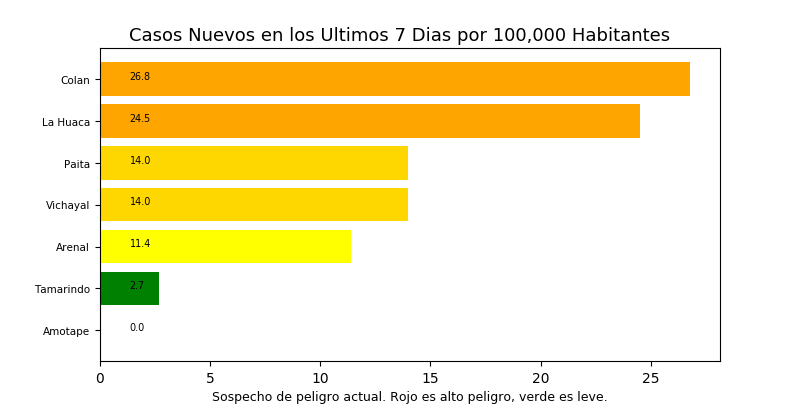 Casos Nuevos en los Ultimos 7 Dias por 100,000 Habitantes
Colan 26.8
La Huaca 24.5
Paita 14.0
Vichayal 14.0
Arenal 11.4
Tamarindo 2.7
Amotape 0.0
0 5 10 15 20 25
Sospecho de peligro actual. Rojo es alto peligro, verde es leve.